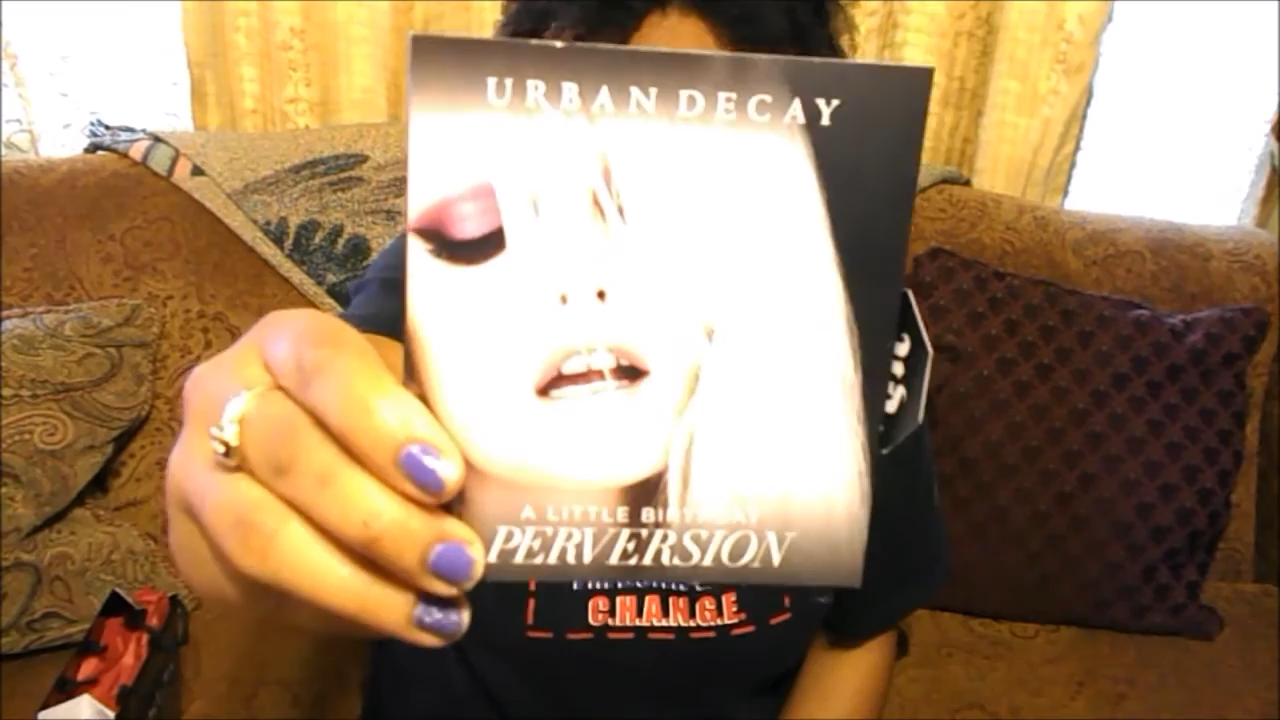 URBAN DECAY
A LITTLE BIRTHDAY
PERVERSION
C.H.A.N.G.E.